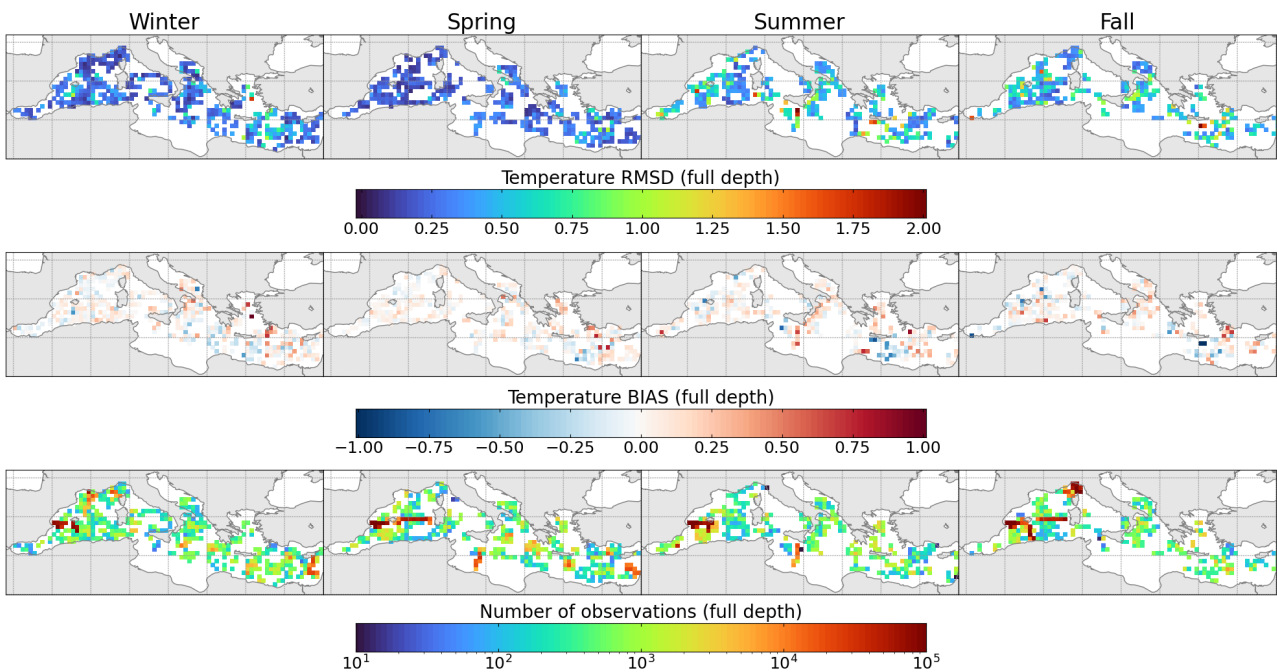 Winter Spring Summer Fall
Temperature RMSD (full depth)
0.00 0.25 0.50 0.75 1.00 1.25 1.50 1.75 2.00
Temperature BIAS (full depth)
−1.00 −0.75 −0.50 −0.25 0.00 0.25 0.50 0.75 1.00
Number of observations (full depth)
10¹ 10² 10³ 10⁴ 10⁵